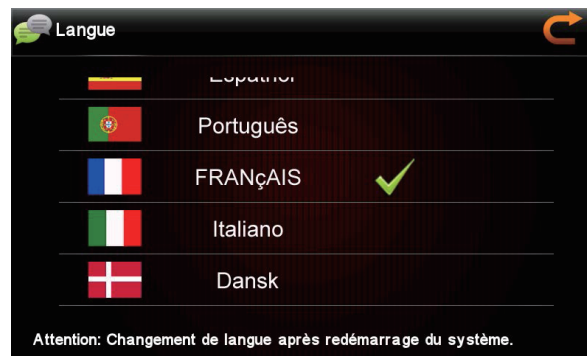 Langue
Português
FRANçAIS
Italiano
Dansk
Attention: Changement de langue après redémarrage du système.